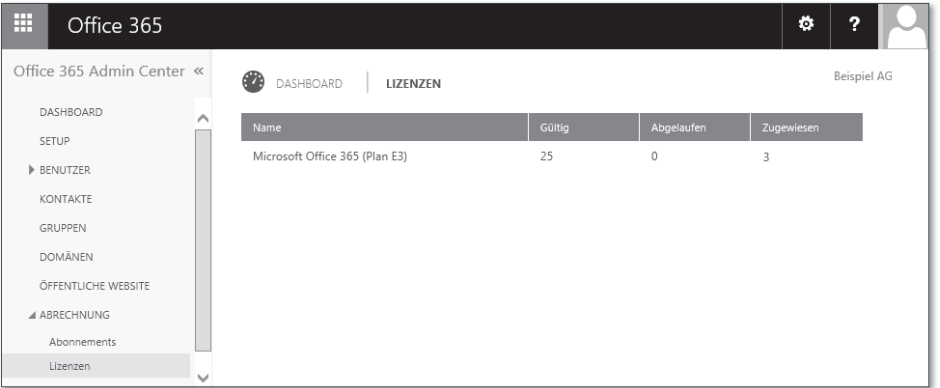 Office 365
?
Office 365 Admin Center «
DASHBOARD
SETUP
BENUTZER
KONTAKTE
GRUPPEN
DOMÄNEN
ÖFFENTLICHE WEBSITE
ABRECHNUNG
Abonnements
Lizenzen
DASHBOARD | LIZENZEN
Beispiel AG
Name Gültig Abgelaufen Zugewiesen
Microsoft Office 365 (Plan E3) 25 0 3